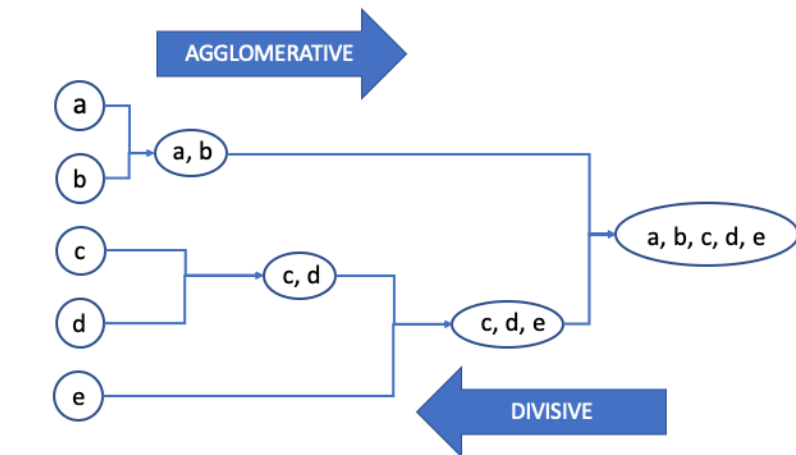 AGGLOMERATIVE
a
b
a, b
c
d
c, d
e
c, d, e
a, b, c, d, e
DIVISIVE